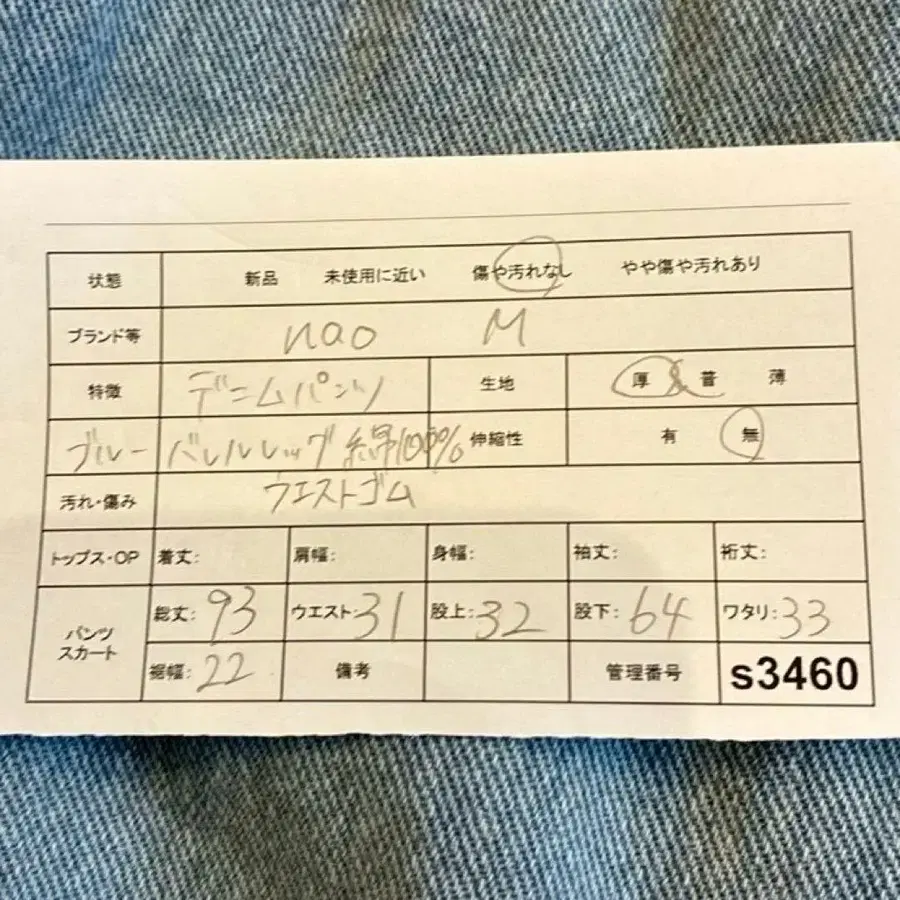 状態 新品 未使用に近い 傷や汚れなし やや傷や汚れあり
ブランド等 nao M
特徴 デニムパンツ 生地 厚 普 薄
ブルー バレルレッグ 綿100% 伸縮性 有 無
汚れ・傷み ウエストゴム
トップス・OP 着丈: 肩幅: 身幅: 袖丈: 裄丈:
パンツ 総丈: 93 ウエスト: 31 股上: 32 股下: 64 ワタリ: 33
スカート 裾幅: 22 備考 管理番号 s3460